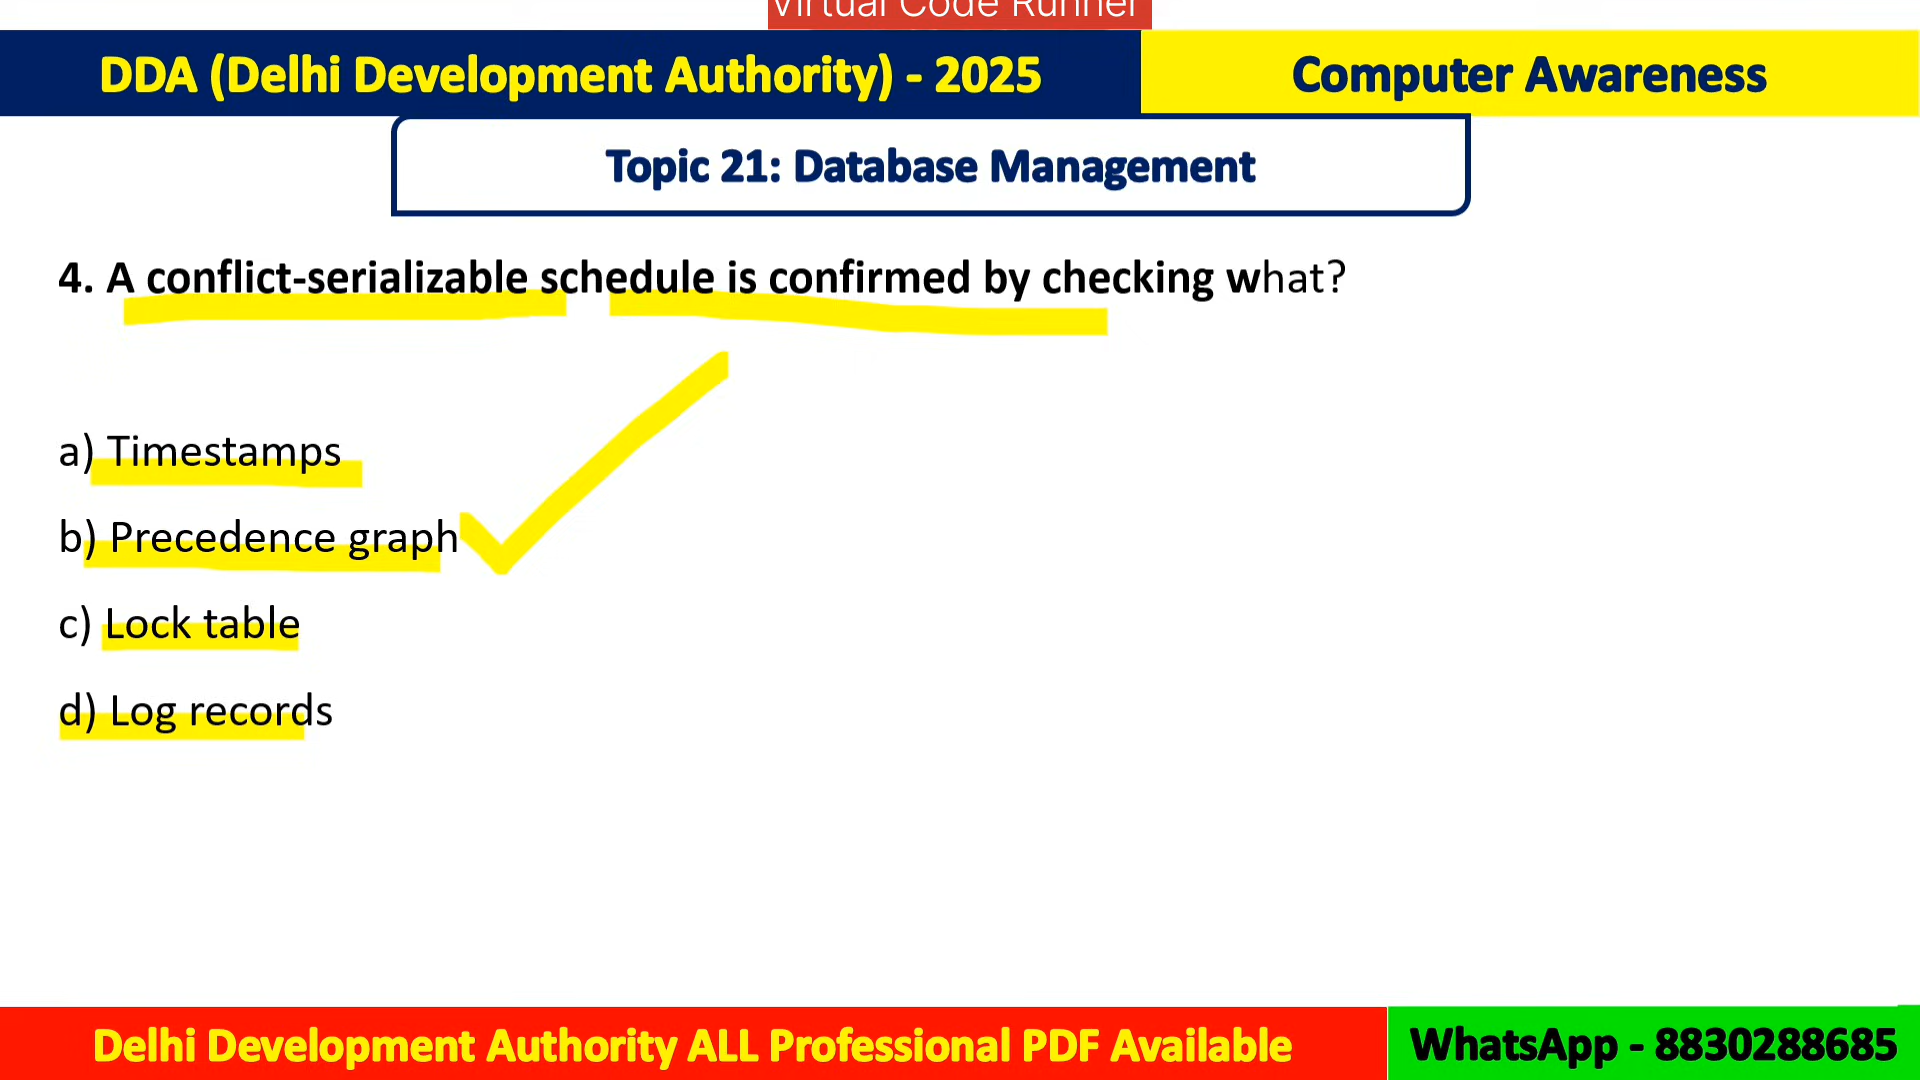 Virtual Code Runner
DDA (Delhi Development Authority) - 2025
Computer Awareness
Topic 21: Database Management
4. A conflict-serializable schedule is confirmed by checking what?
a) Timestamps
b) Precedence graph
c) Lock table
d) Log records
Delhi Development Authority ALL Professional PDF Available
WhatsApp - 8830288685